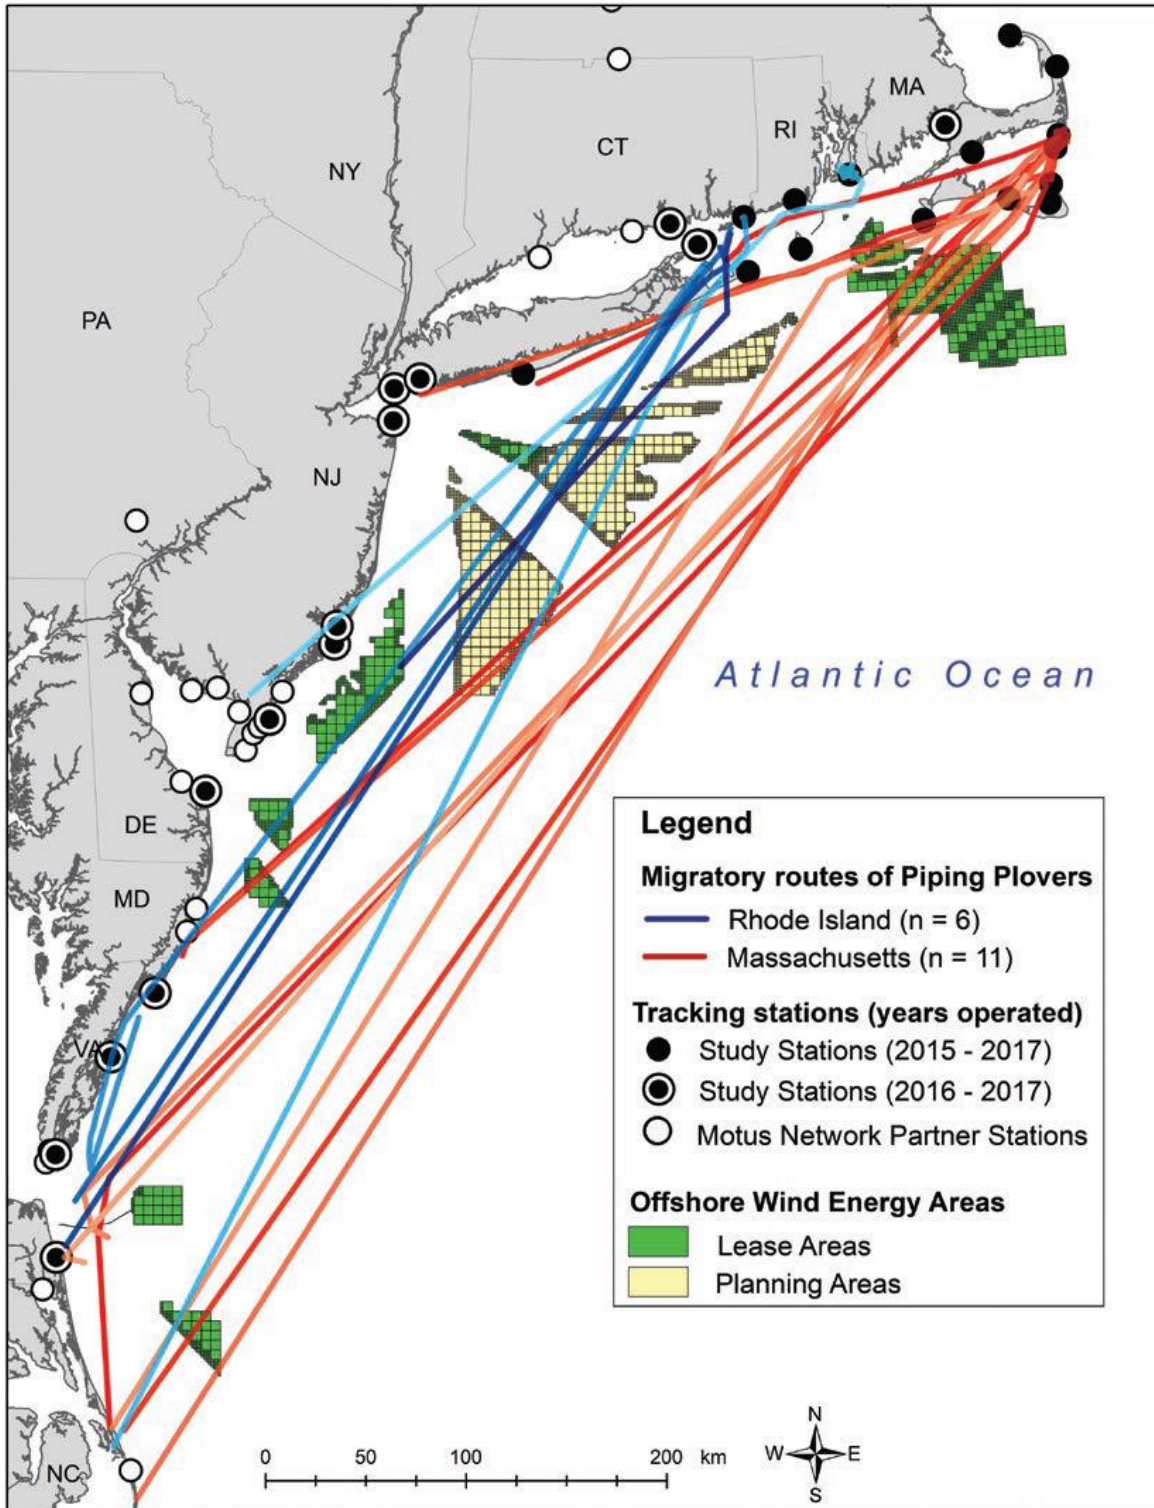 MA
RI
CT
NY
PA
NJ
Atlantic Ocean
DE
MD
VA
NC
Legend
Migratory routes of Piping Plovers
Rhode Island (n = 6)
Massachusetts (n = 11)
Tracking stations (years operated)
Study Stations (2015 - 2017)
Study Stations (2016 - 2017)
Motus Network Partner Stations
Offshore Wind Energy Areas
Lease Areas
Planning Areas
N
W E
S
0 50 100 200 km